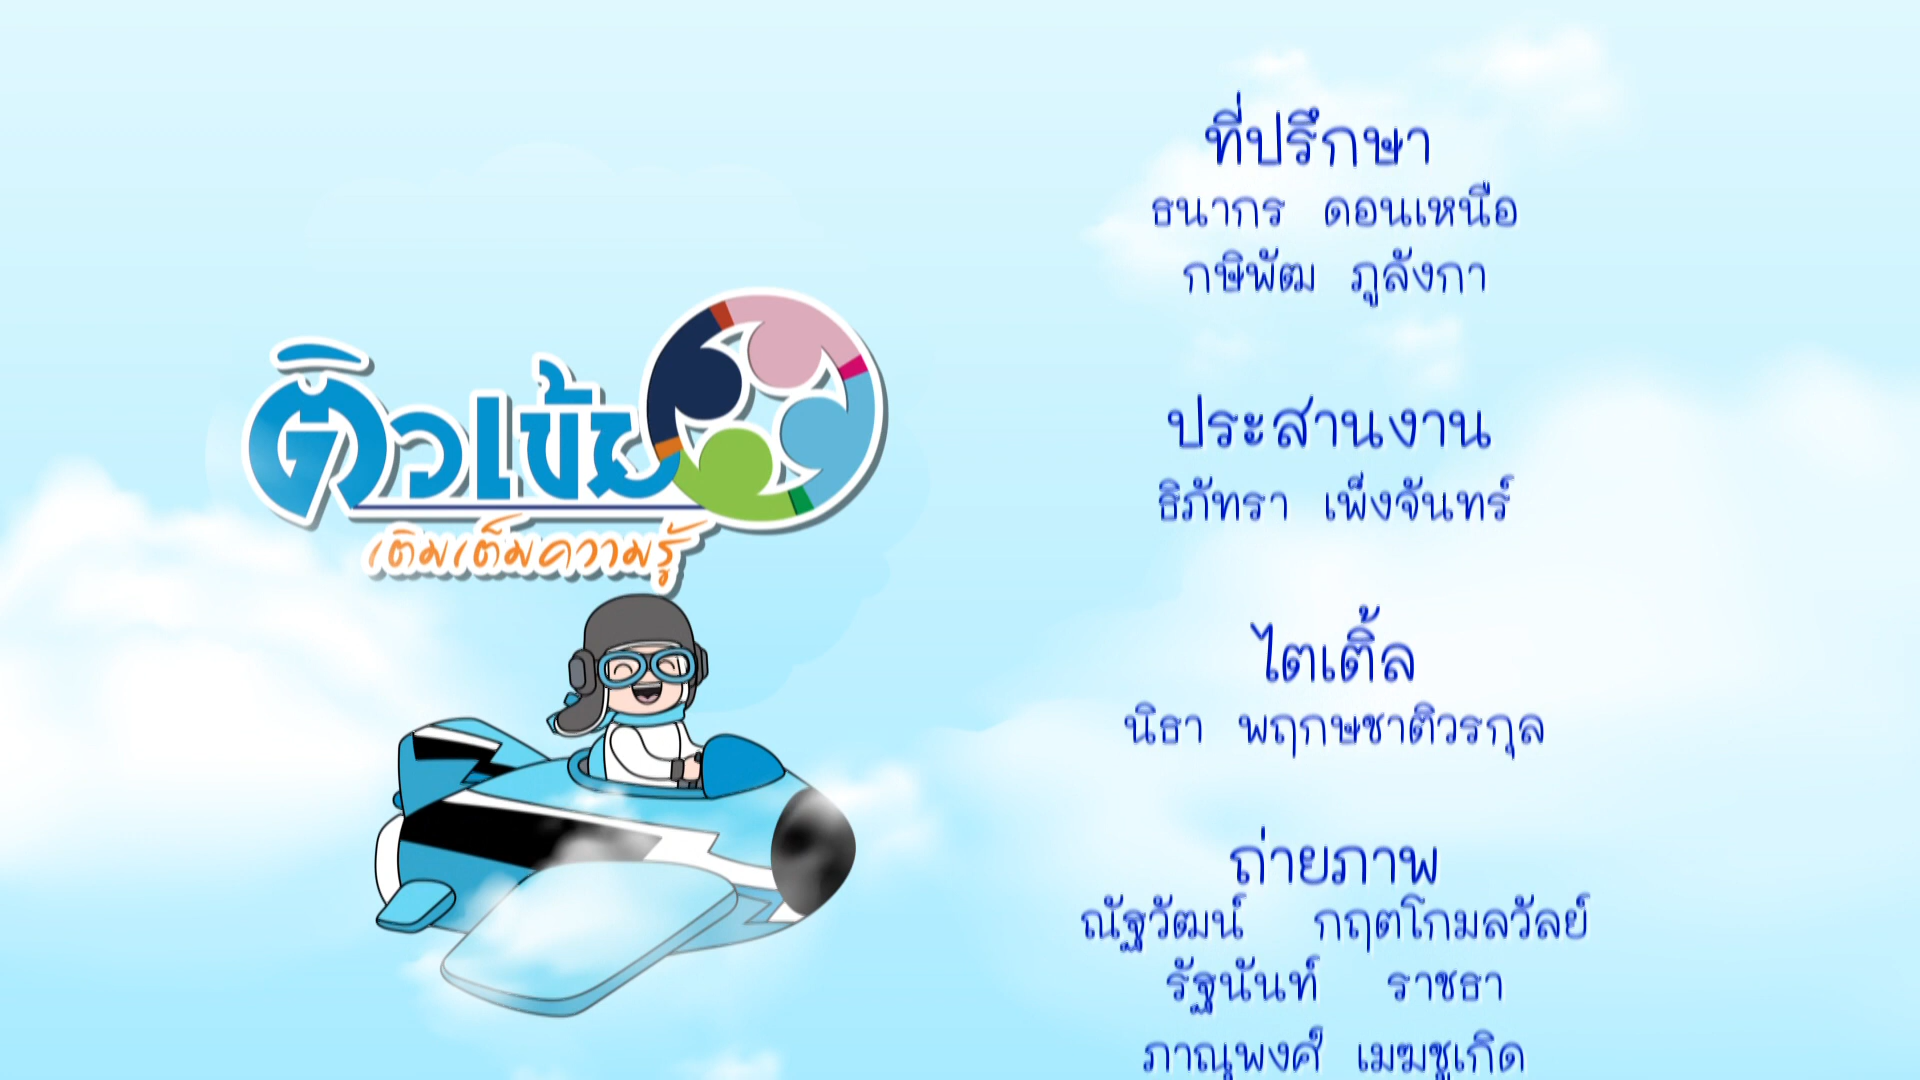 ติวเข้ม
เติมเต็มความรู้
ที่ปรึกษา
ธนากร ดอนเหนือ
กษิพัฒ ภูลังกา
ประสานงาน
ธิภัทรา เพ็งจันทร์
ไตเติ้ล
นิธา พฤกษชาติวรกุล
ถ่ายภาพ
ณัฐวัฒน์ กฤตโกมลวัลย์
รัฐนันท์ ราชธา
ภาณุพงศ์ เมฆชูเกิด